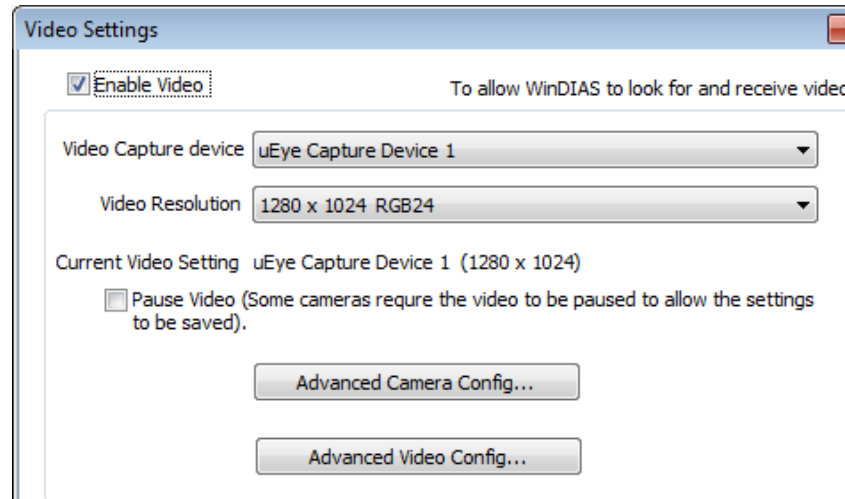 Video Settings
Enable Video
To allow WinDIAS to look for and receive video
Video Capture device uEye Capture Device 1
Video Resolution 1280 x 1024 RGB24
Current Video Setting uEye Capture Device 1 (1280 x 1024)
Pause Video (Some cameras requre the video to be paused to allow the settings
to be saved).
Advanced Camera Config...
Advanced Video Config...